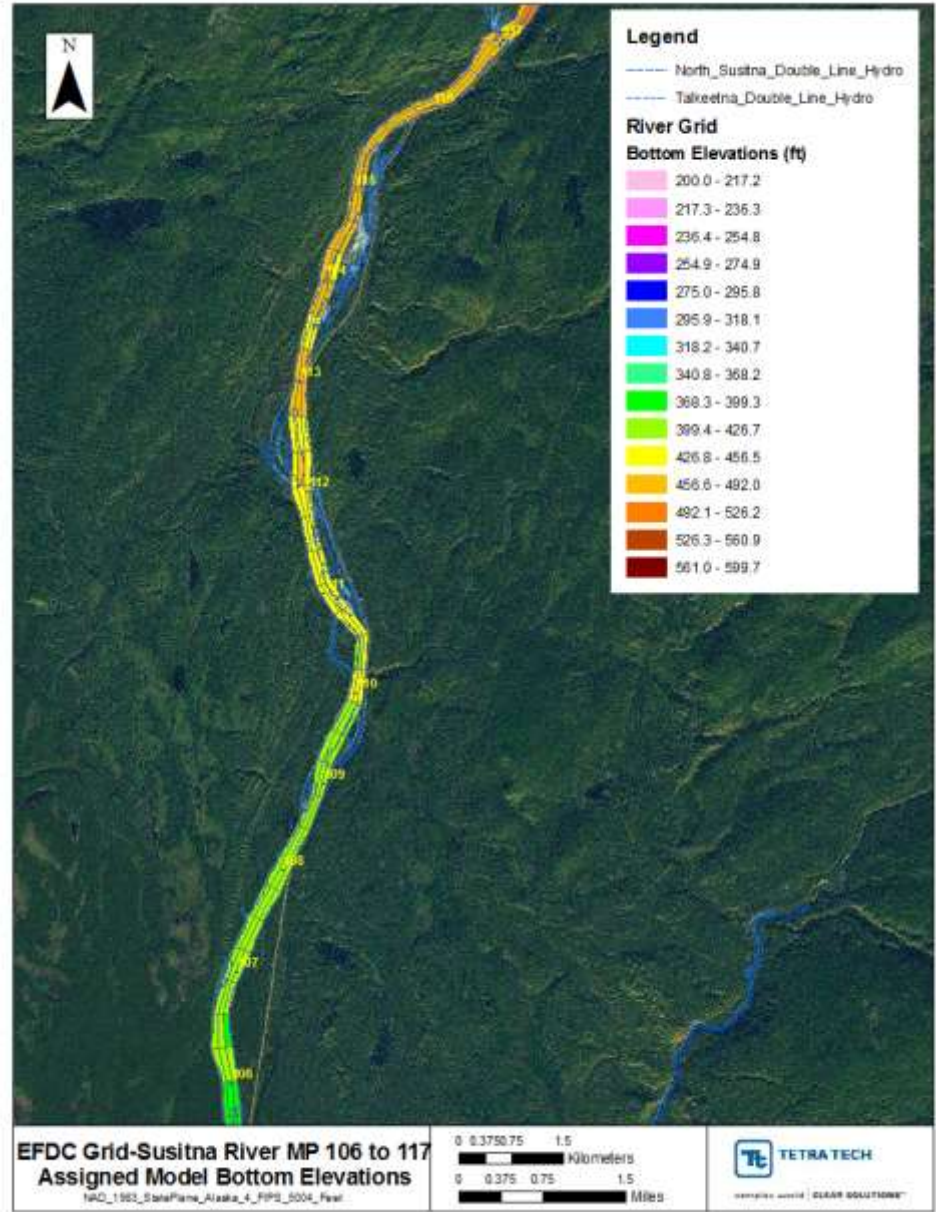 N
Legend
North_Susitna_Double_Line_Hydro
Talkeetna_Double_Line_Hydro
River Grid
Bottom Elevations (ft)
200.0 - 217.2
217.3 - 236.3
236.4 - 254.8
254.9 - 274.9
275.0 - 295.8
295.9 - 318.1
318.2 - 340.7
340.8 - 368.2
368.3 - 399.3
399.4 - 426.7
426.8 - 456.5
456.6 - 492.0
492.1 - 526.2
526.3 - 560.9
561.0 - 599.7
113
112
110
109
108
107
106
EFDC Grid-Susitna River MP 106 to 117
Assigned Model Bottom Elevations
NAD_1983_StatePlane_Alaska_4_FIPS_5004_Feet
0 0.375 0.75 1.5
Kilometers
0 0.375 0.75 1.5
Miles
Tt TETRA TECH
complex world CLEAR SOLUTIONS™